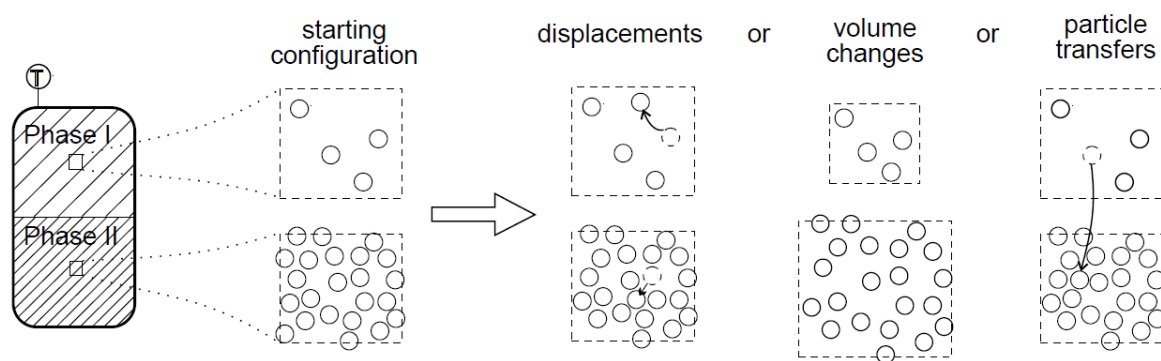 starting
configuration
displacements
or
volume
changes
or
particle
transfers
T
Phase I
Phase II